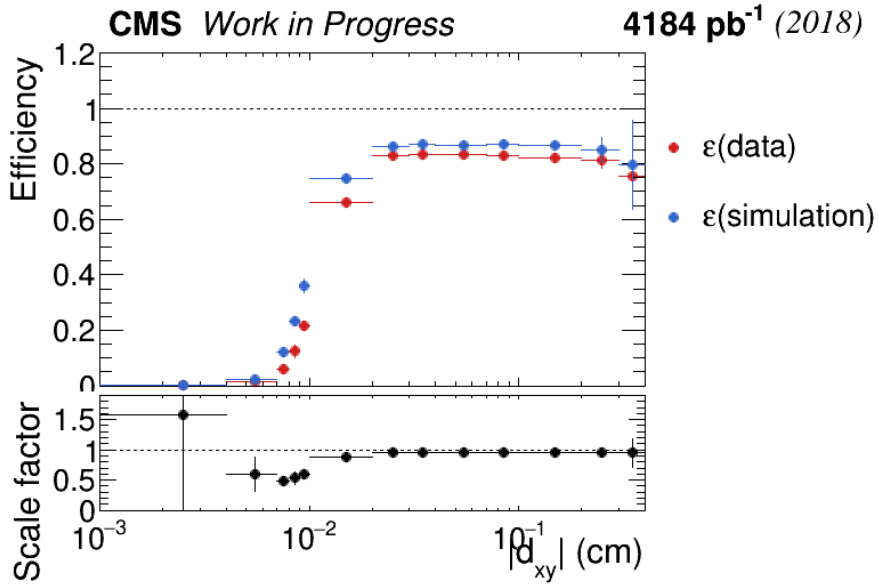 CMS Work in Progress 4184 pb⁻¹ (2018)
Efficiency
1.2
1
0.8
0.6
0.4
0.2
0
ε(data)
ε(simulation)
Scale factor
1.5
1
0.5
0
10⁻³ 10⁻² 10⁻¹
|d_xy| (cm)